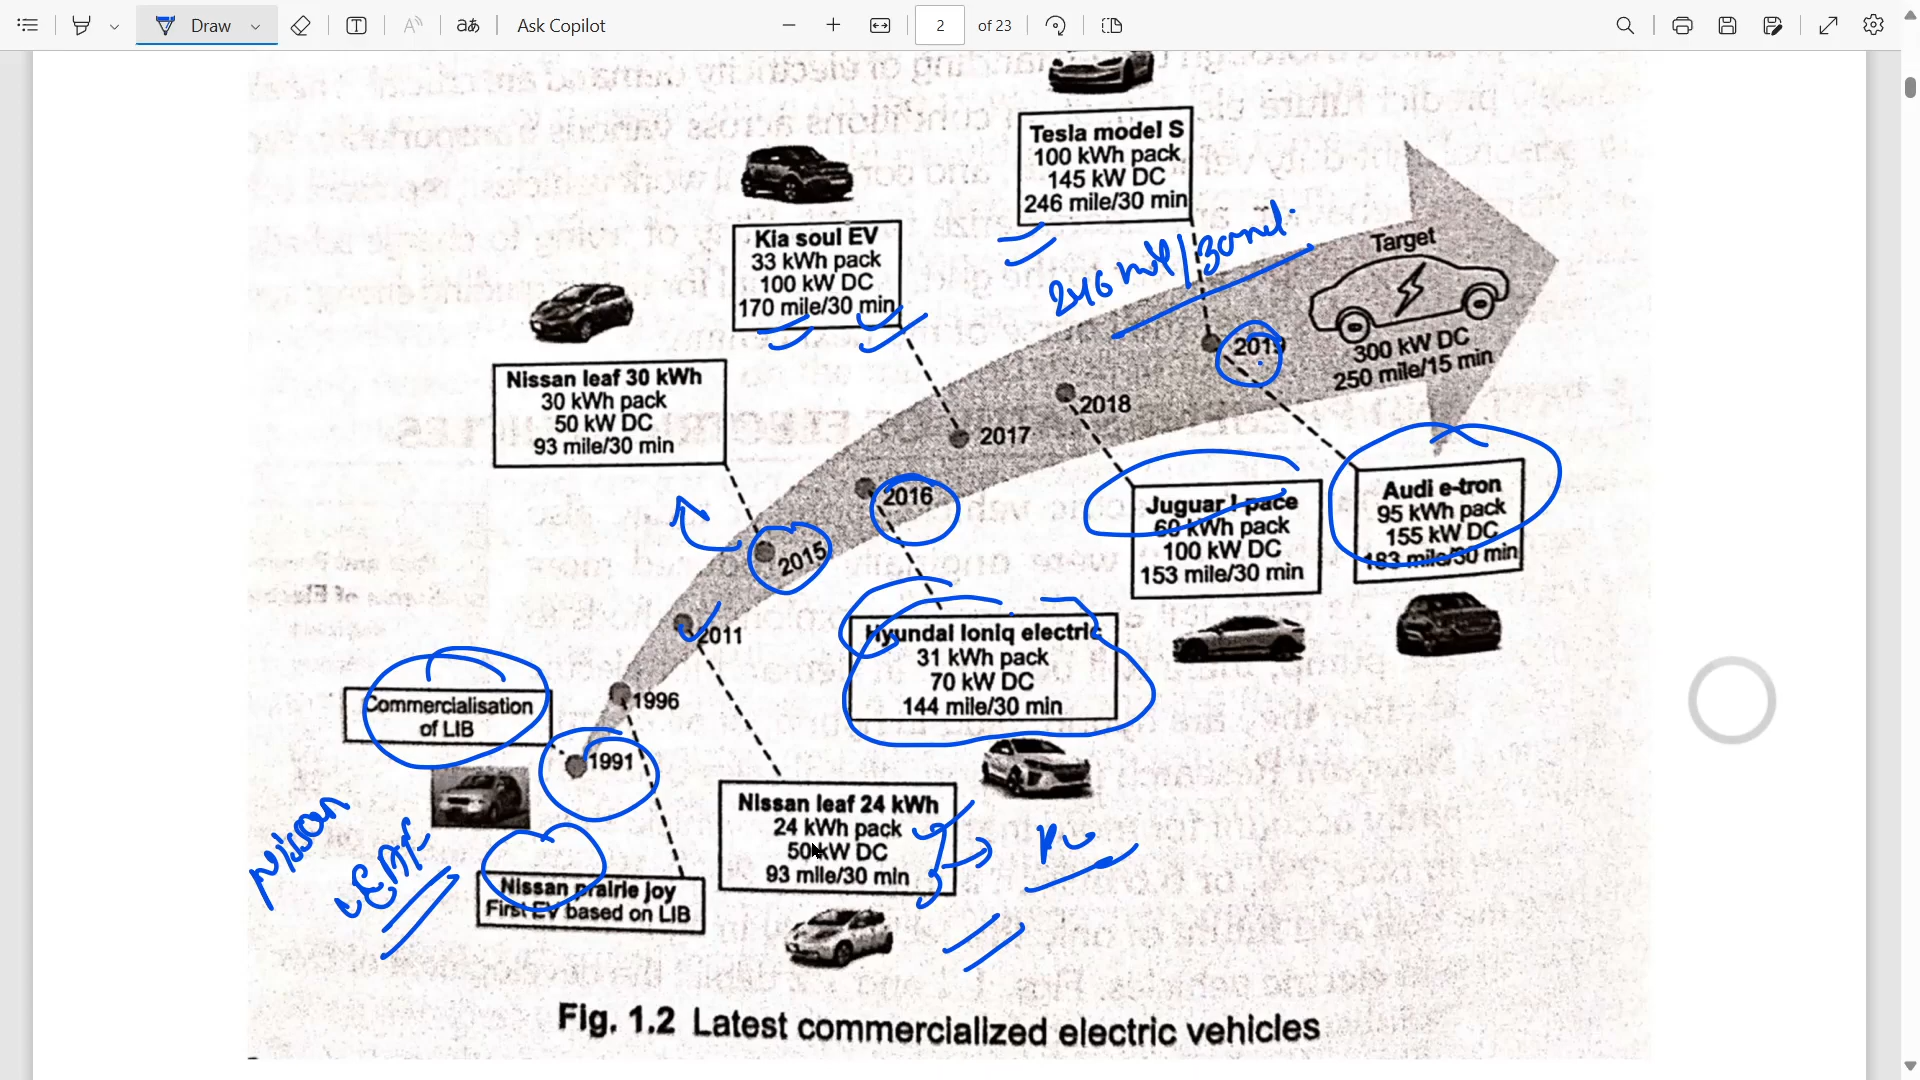 Draw
T
A
aあ
Ask Copilot
2
of 23
Tesla model S
100 kWh pack
145 kW DC
246 mile/30 min
Kia soul EV
33 kWh pack
100 kW DC
170 mile/30 min
246 mil/30
Target
300 kW DC
250 mile/15 min
Nissan leaf 30 kWh
30 kWh pack
50 kW DC
93 mile/30 min
2019
2018
2017
2016
2015
2011
1996
1991
Juguar I-pace
60 kWh pack
100 kW DC
153 mile/30 min
Audi e-tron
95 kWh pack
155 kW DC
183 mile/30 min
Hyundai Ioniq electric
31 kWh pack
70 kW DC
144 mile/30 min
Commercialisation
of LIB
Nissan
LEAF
Nissan prairie joy
First EV based on LIB
Nissan leaf 24 kWh
24 kWh pack
50 kW DC
93 mile/30 min
Fig. 1.2 Latest commercialized electric vehicles